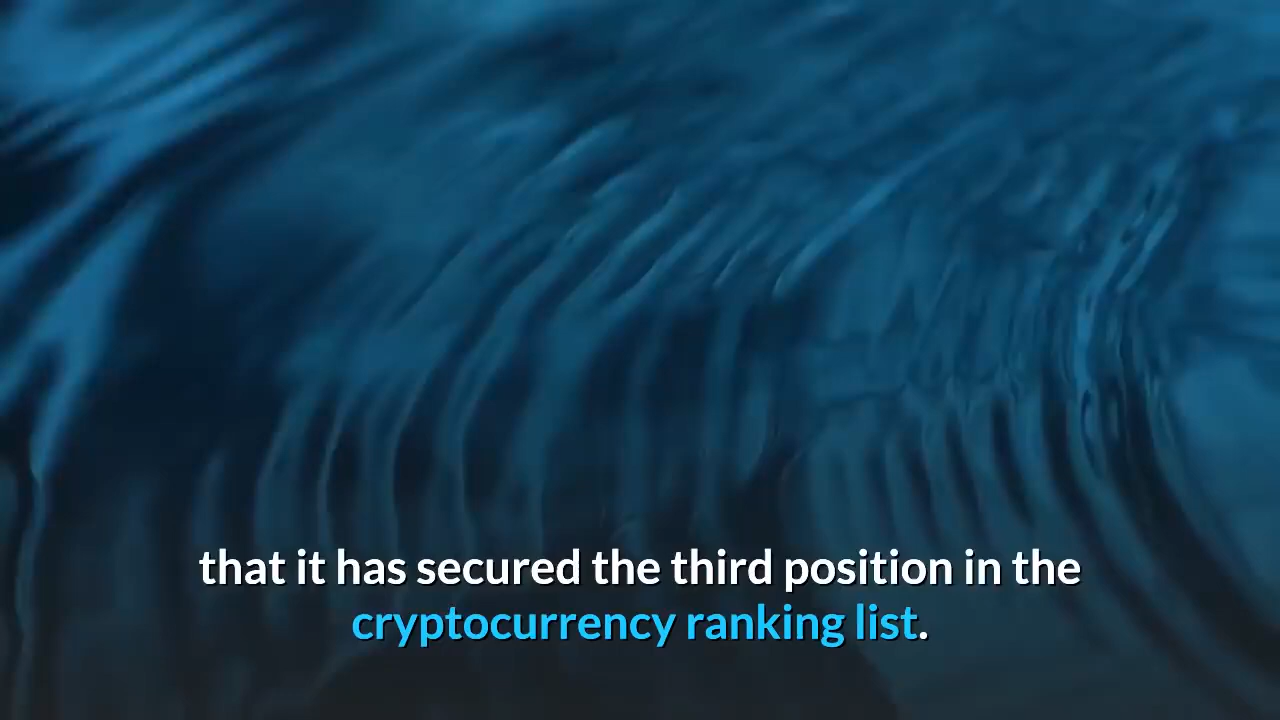 that it has secured the third position in the
cryptocurrency ranking list.